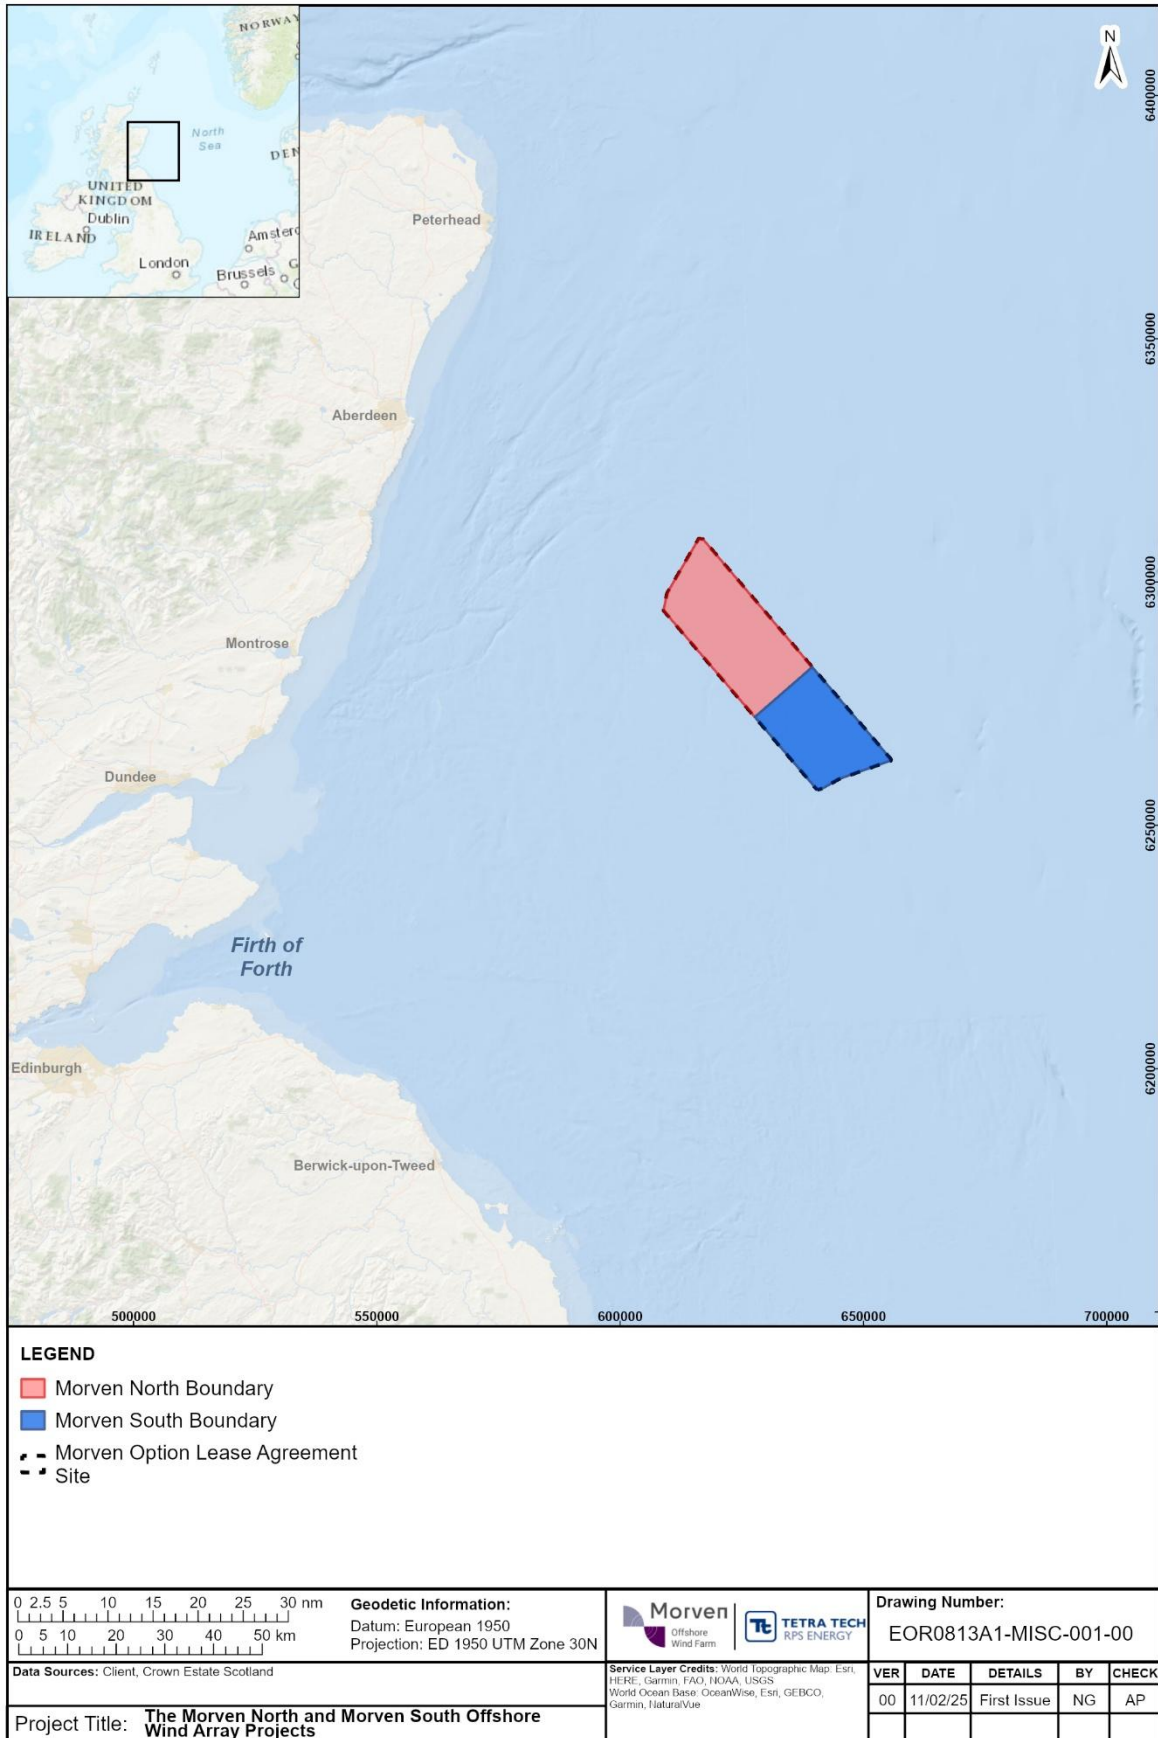 NORWAY
North
Sea
DEN
UNITED
KINGDOM
Dublin
IRELAND
Amsterd
London
Brussels
G
N
Peterhead
Aberdeen
Montrose
Dundee
Firth of
Forth
Edinburgh
Berwick-upon-Tweed
6400000
6350000
6300000
6250000
6200000
500000
550000
600000
650000
700000
LEGEND
Morven North Boundary
Morven South Boundary
Morven Option Lease Agreement
Site
0 2.5 5 10 15 20 25 30 nm
0 5 10 20 30 40 50 km
Geodetic Information:
Datum: European 1950
Projection: ED 1950 UTM Zone 30N
Morven
Offshore
Wind Farm
Tt
TETRA TECH
RPS ENERGY
Drawing Number:
EOR0813A1-MISC-001-00
Data Sources: Client, Crown Estate Scotland
Service Layer Credits: World Topographic Map: Esri,
HERE, Garmin, FAO, NOAA, USGS
World Ocean Base: OceanWise, Esri, GEBCO,
Garmin, NaturalVue
VER DATE DETAILS BY CHECK
00 11/02/25 First Issue NG AP
Project Title: The Morven North and Morven South Offshore
Wind Array Projects